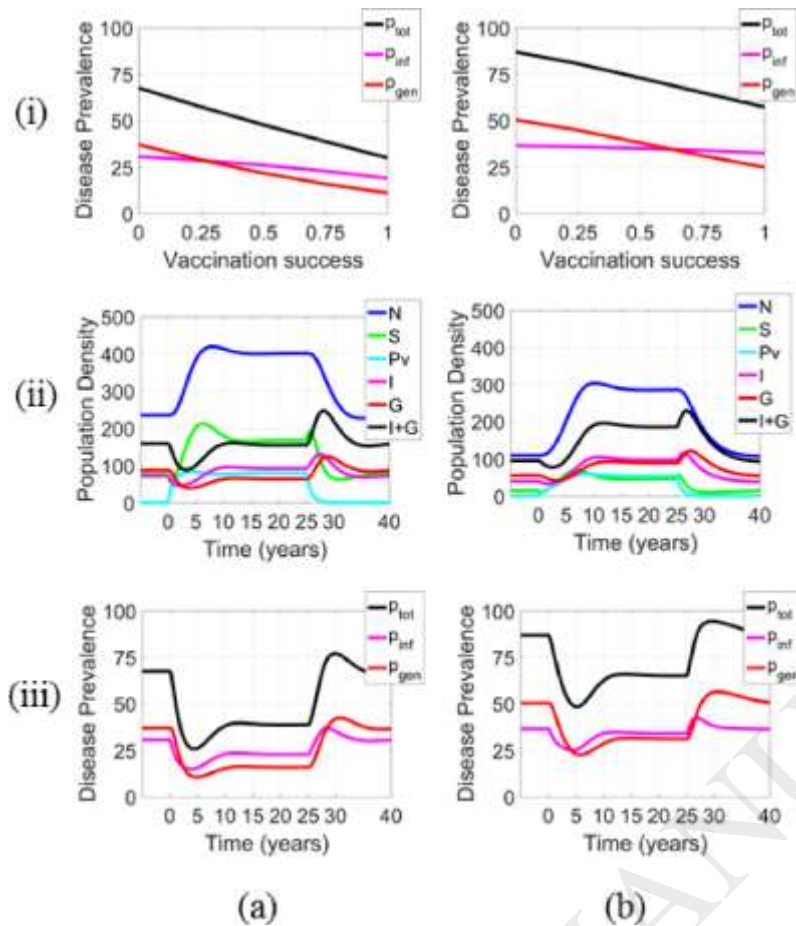 (i)
Disease Prevalence
100
75
50
25
0
0 0.25 0.5 0.75 1
Vaccination success
p_tot
p_inf
p_gen
Disease Prevalence
100
75
50
25
0
0 0.25 0.5 0.75 1
Vaccination success
p_tot
p_inf
p_gen
(ii)
Population Density
500
400
300
200
100
0
0 5 10 15 20 25 30 40
Time (years)
N
S
Pv
I
G
I+G
Population Density
500
400
300
200
100
0
0 5 10 15 20 25 30 40
Time (years)
N
S
Pv
I
G
I+G
(iii)
Disease Prevalence
100
75
50
25
0
0 5 10 15 20 25 30 40
Time (years)
p_tot
p_inf
p_gen
Disease Prevalence
100
75
50
25
0
0 5 10 15 20 25 30 40
Time (years)
p_tot
p_inf
p_gen
(a)
(b)